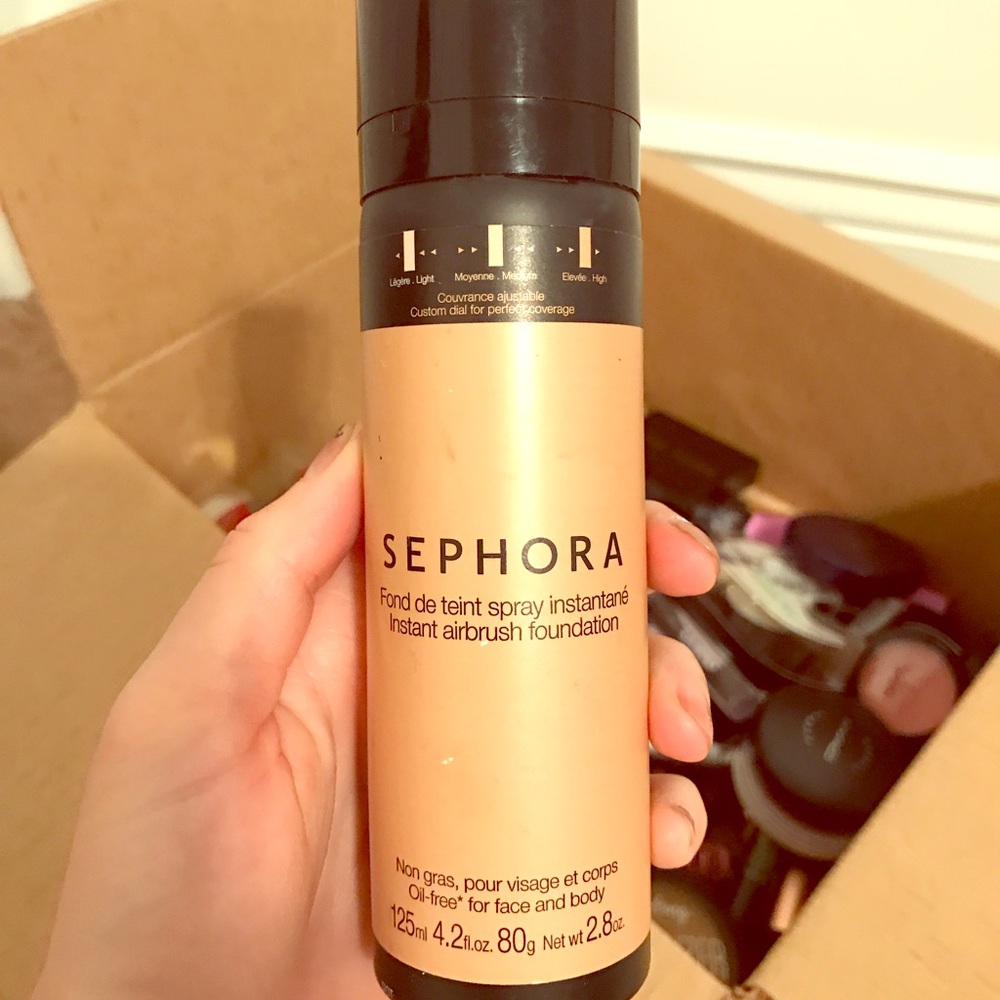 Légère . Light Moyenne . Medium Elevée . High
Couvrance ajustable
Custom dial for perfect coverage
SEPHORA
Fond de teint spray instantané
Instant airbrush foundation
Non gras, pour visage et corps
Oil-free* for face and body
125ml 4.2fl.oz. 80g Net wt 2.8oz.